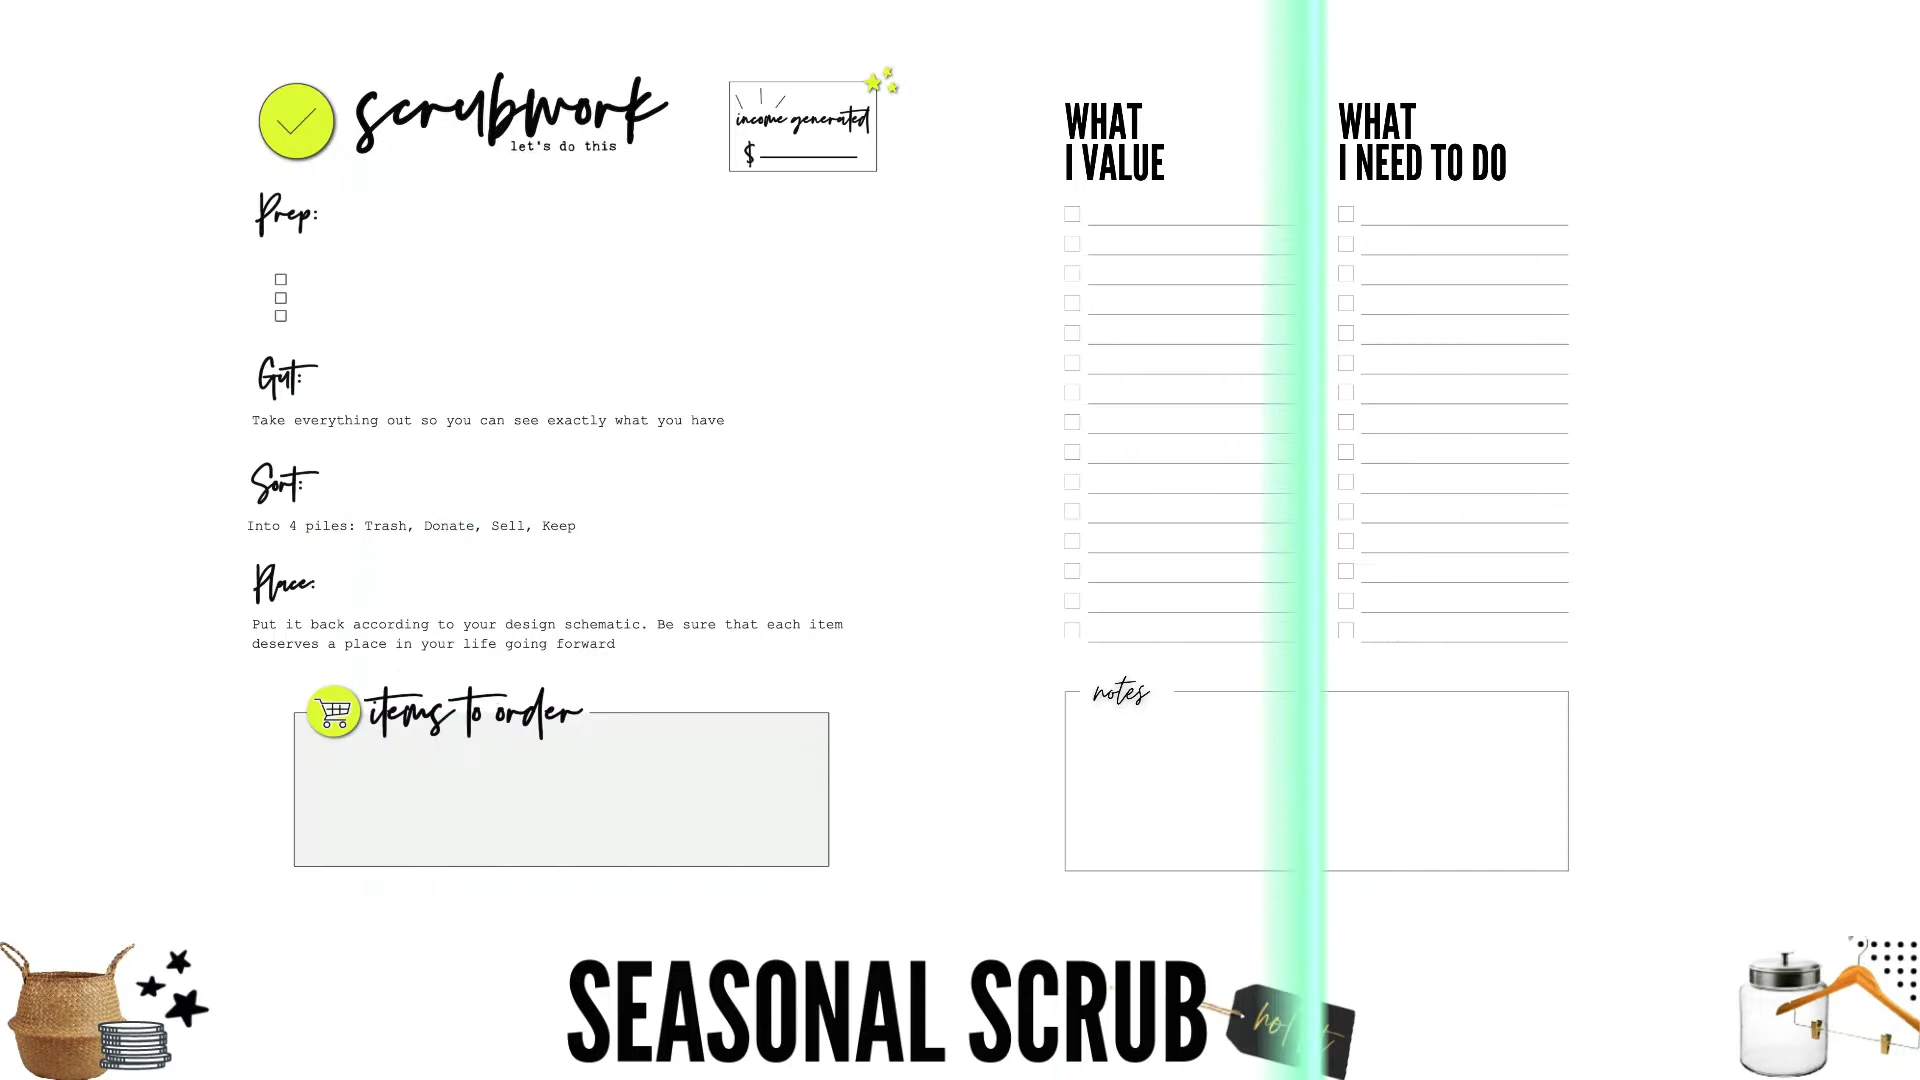 scrubwork
let's do this
income generated
$
Prep:
Gut:
Take everything out so you can see exactly what you have
Sort:
Into 4 piles: Trash, Donate, Sell, Keep
Place:
Put it back according to your design schematic. Be sure that each item
deserves a place in your life going forward
items to order
WHAT
I VALUE
WHAT
I NEED TO DO
notes
SEASONAL SCRUB